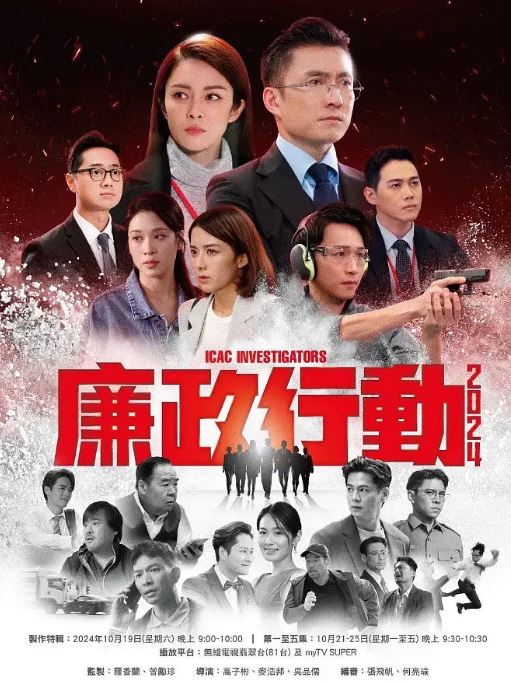 ICAC INVESTIGATORS
廉政行動
2024
製作特輯：2024年10月19日(星期六) 晚上 9:00-10:00 | 第一至五集：10月21-25日(星期一至五) 晚上 9:30-10:30
播放平台：無綫電視翡翠台(81台) 及 myTV SUPER
監製：羅香蘭、曾勵珍 導演：高子彬、麥浩邦、吳品儒 編審：張飛帆、何亮瑜